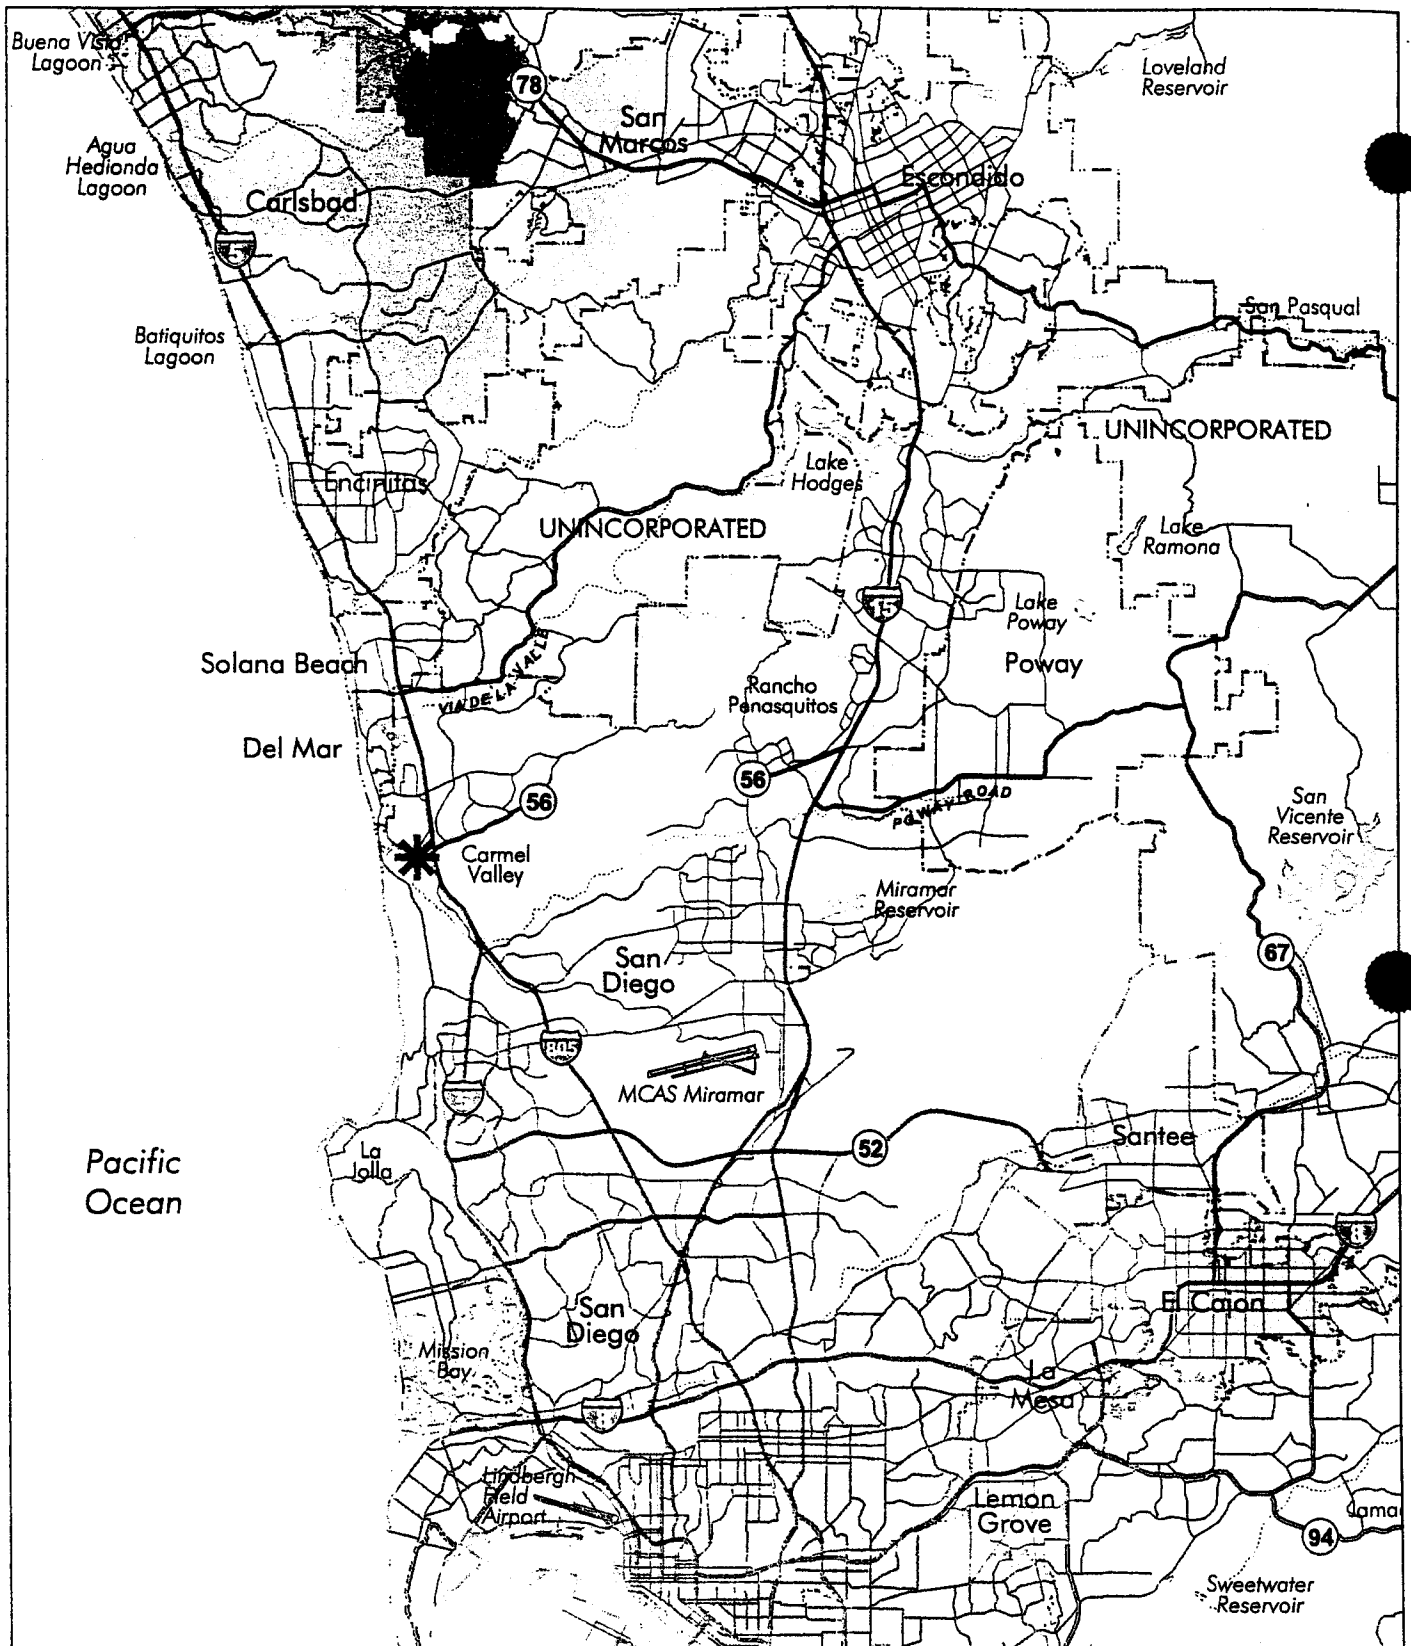 Buena Vista
Lagoon
Loveland
Reservoir
78
San
Marcos
Agua
Hedionda
Lagoon
Escondido
Carlsbad
San Pasqual
Batiquitos
Lagoon
UNINCORPORATED
Lake
Hodges
Encinitas
UNINCORPORATED
Lake
Ramona
15
Lake
Poway
Solana Beach
VIA DE LA VALLE
Poway
Rancho
Penasquitos
Del Mar
56
56
POWAY ROAD
San
Vicente
Reservoir
Carmel
Valley
Miramar
Reservoir
67
San
Diego
805
MCAS Miramar
52
Santee
La
Jolla
Pacific
Ocean
El Cajon
San
Diego
Mission
Bay
La
Mesa
Lindbergh
Field
Airport
Lemon
Grove
94
Sweetwater
Reservoir